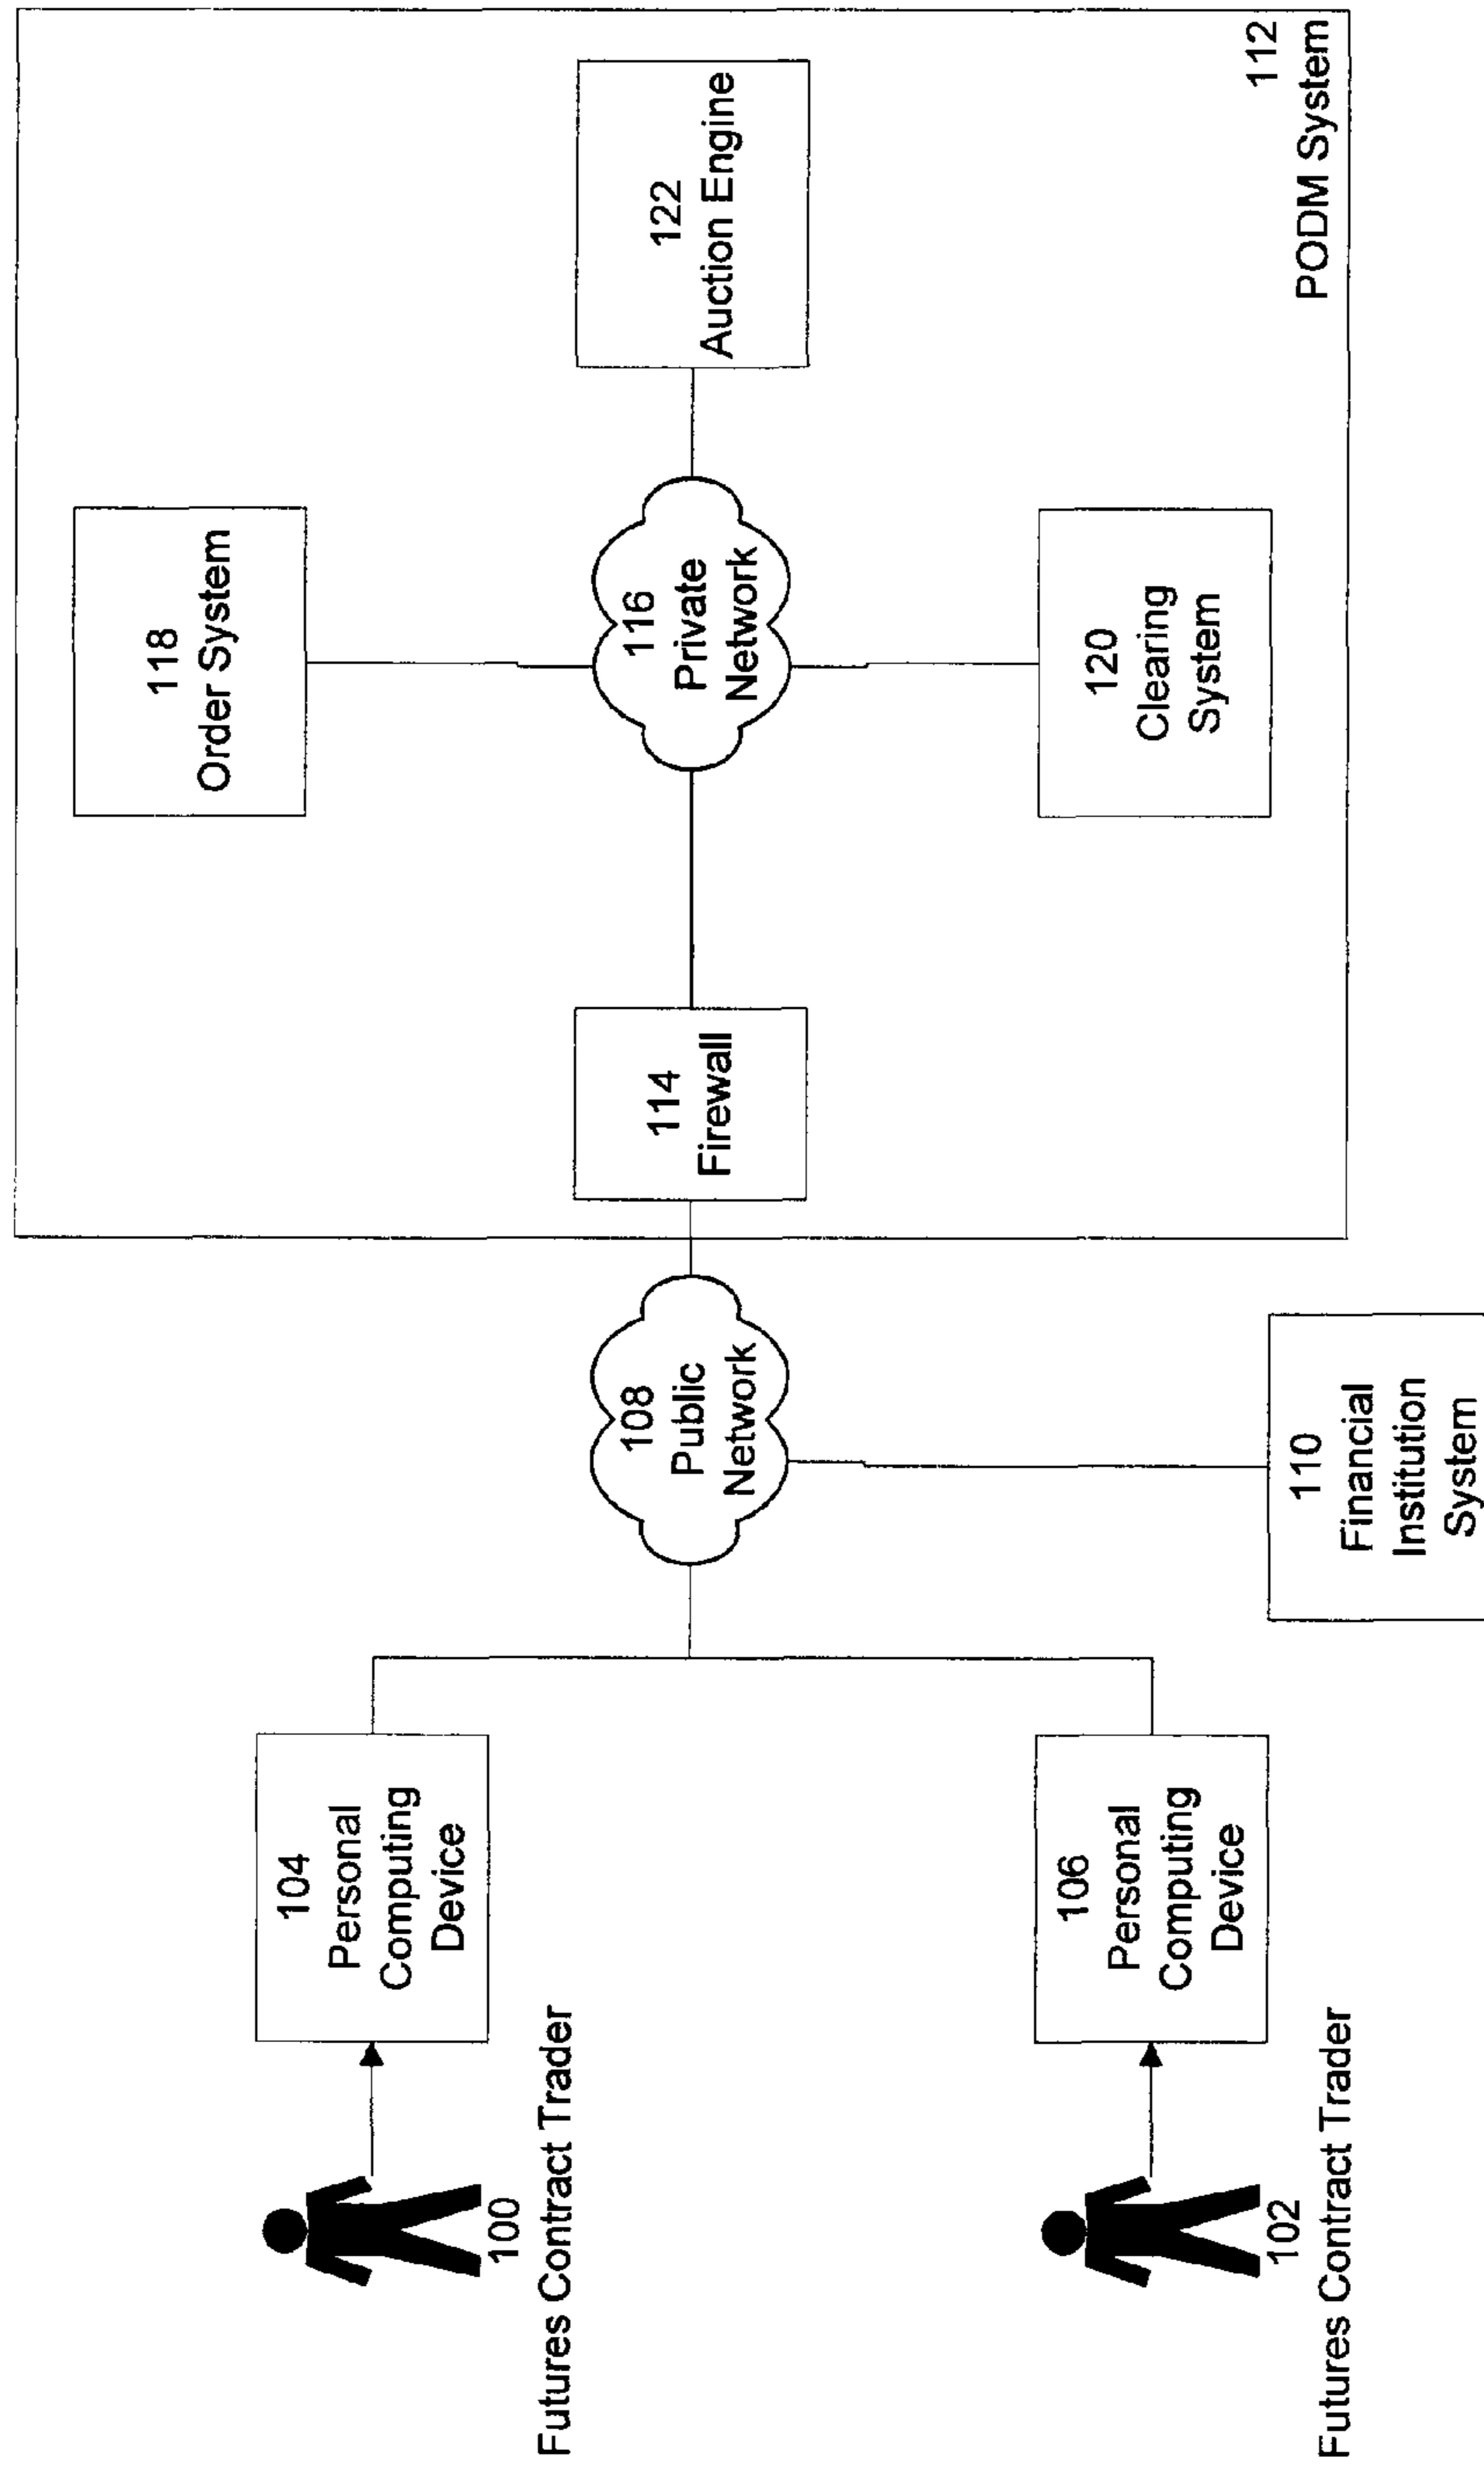 100
Futures Contract Trader
104
Personal
Computing
Device
102
Futures Contract Trader
106
Personal
Computing
Device
108
Public
Network
110
Financial
Institution
System
114
Firewall
118
Order System
116
Private
Network
120
Clearing
System
122
Auction Engine
112
PODM System